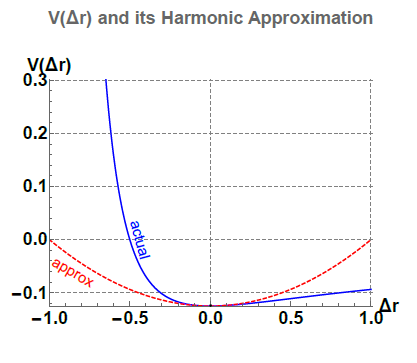 V(Δr) and its Harmonic Approximation
V(Δr)
0.3
0.2
0.1
0.0
actual
approx
−0.1
Δr
−1.0 −0.5 0.0 0.5 1.0